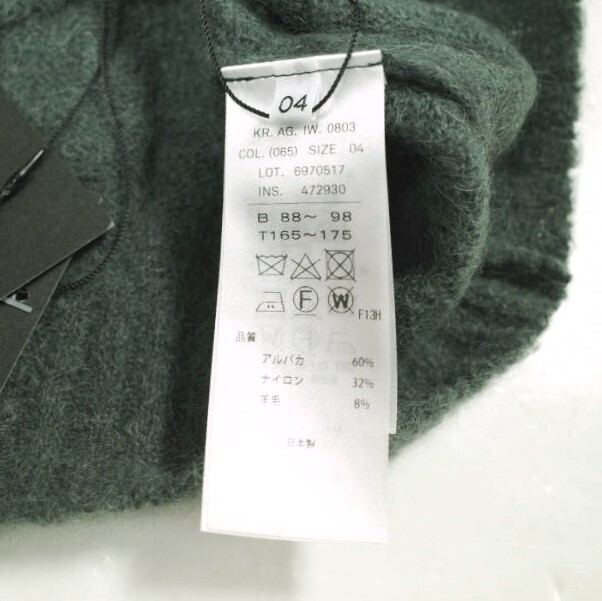 04
KR. AG. IW. 0803
COL. (065) SIZE 04
LOT. 6970517
INS. 472930
B 88～ 98
T165～175
F W F13H
品質
アルパカ 60%
ナイロン 32%
羊毛 8%
日本製